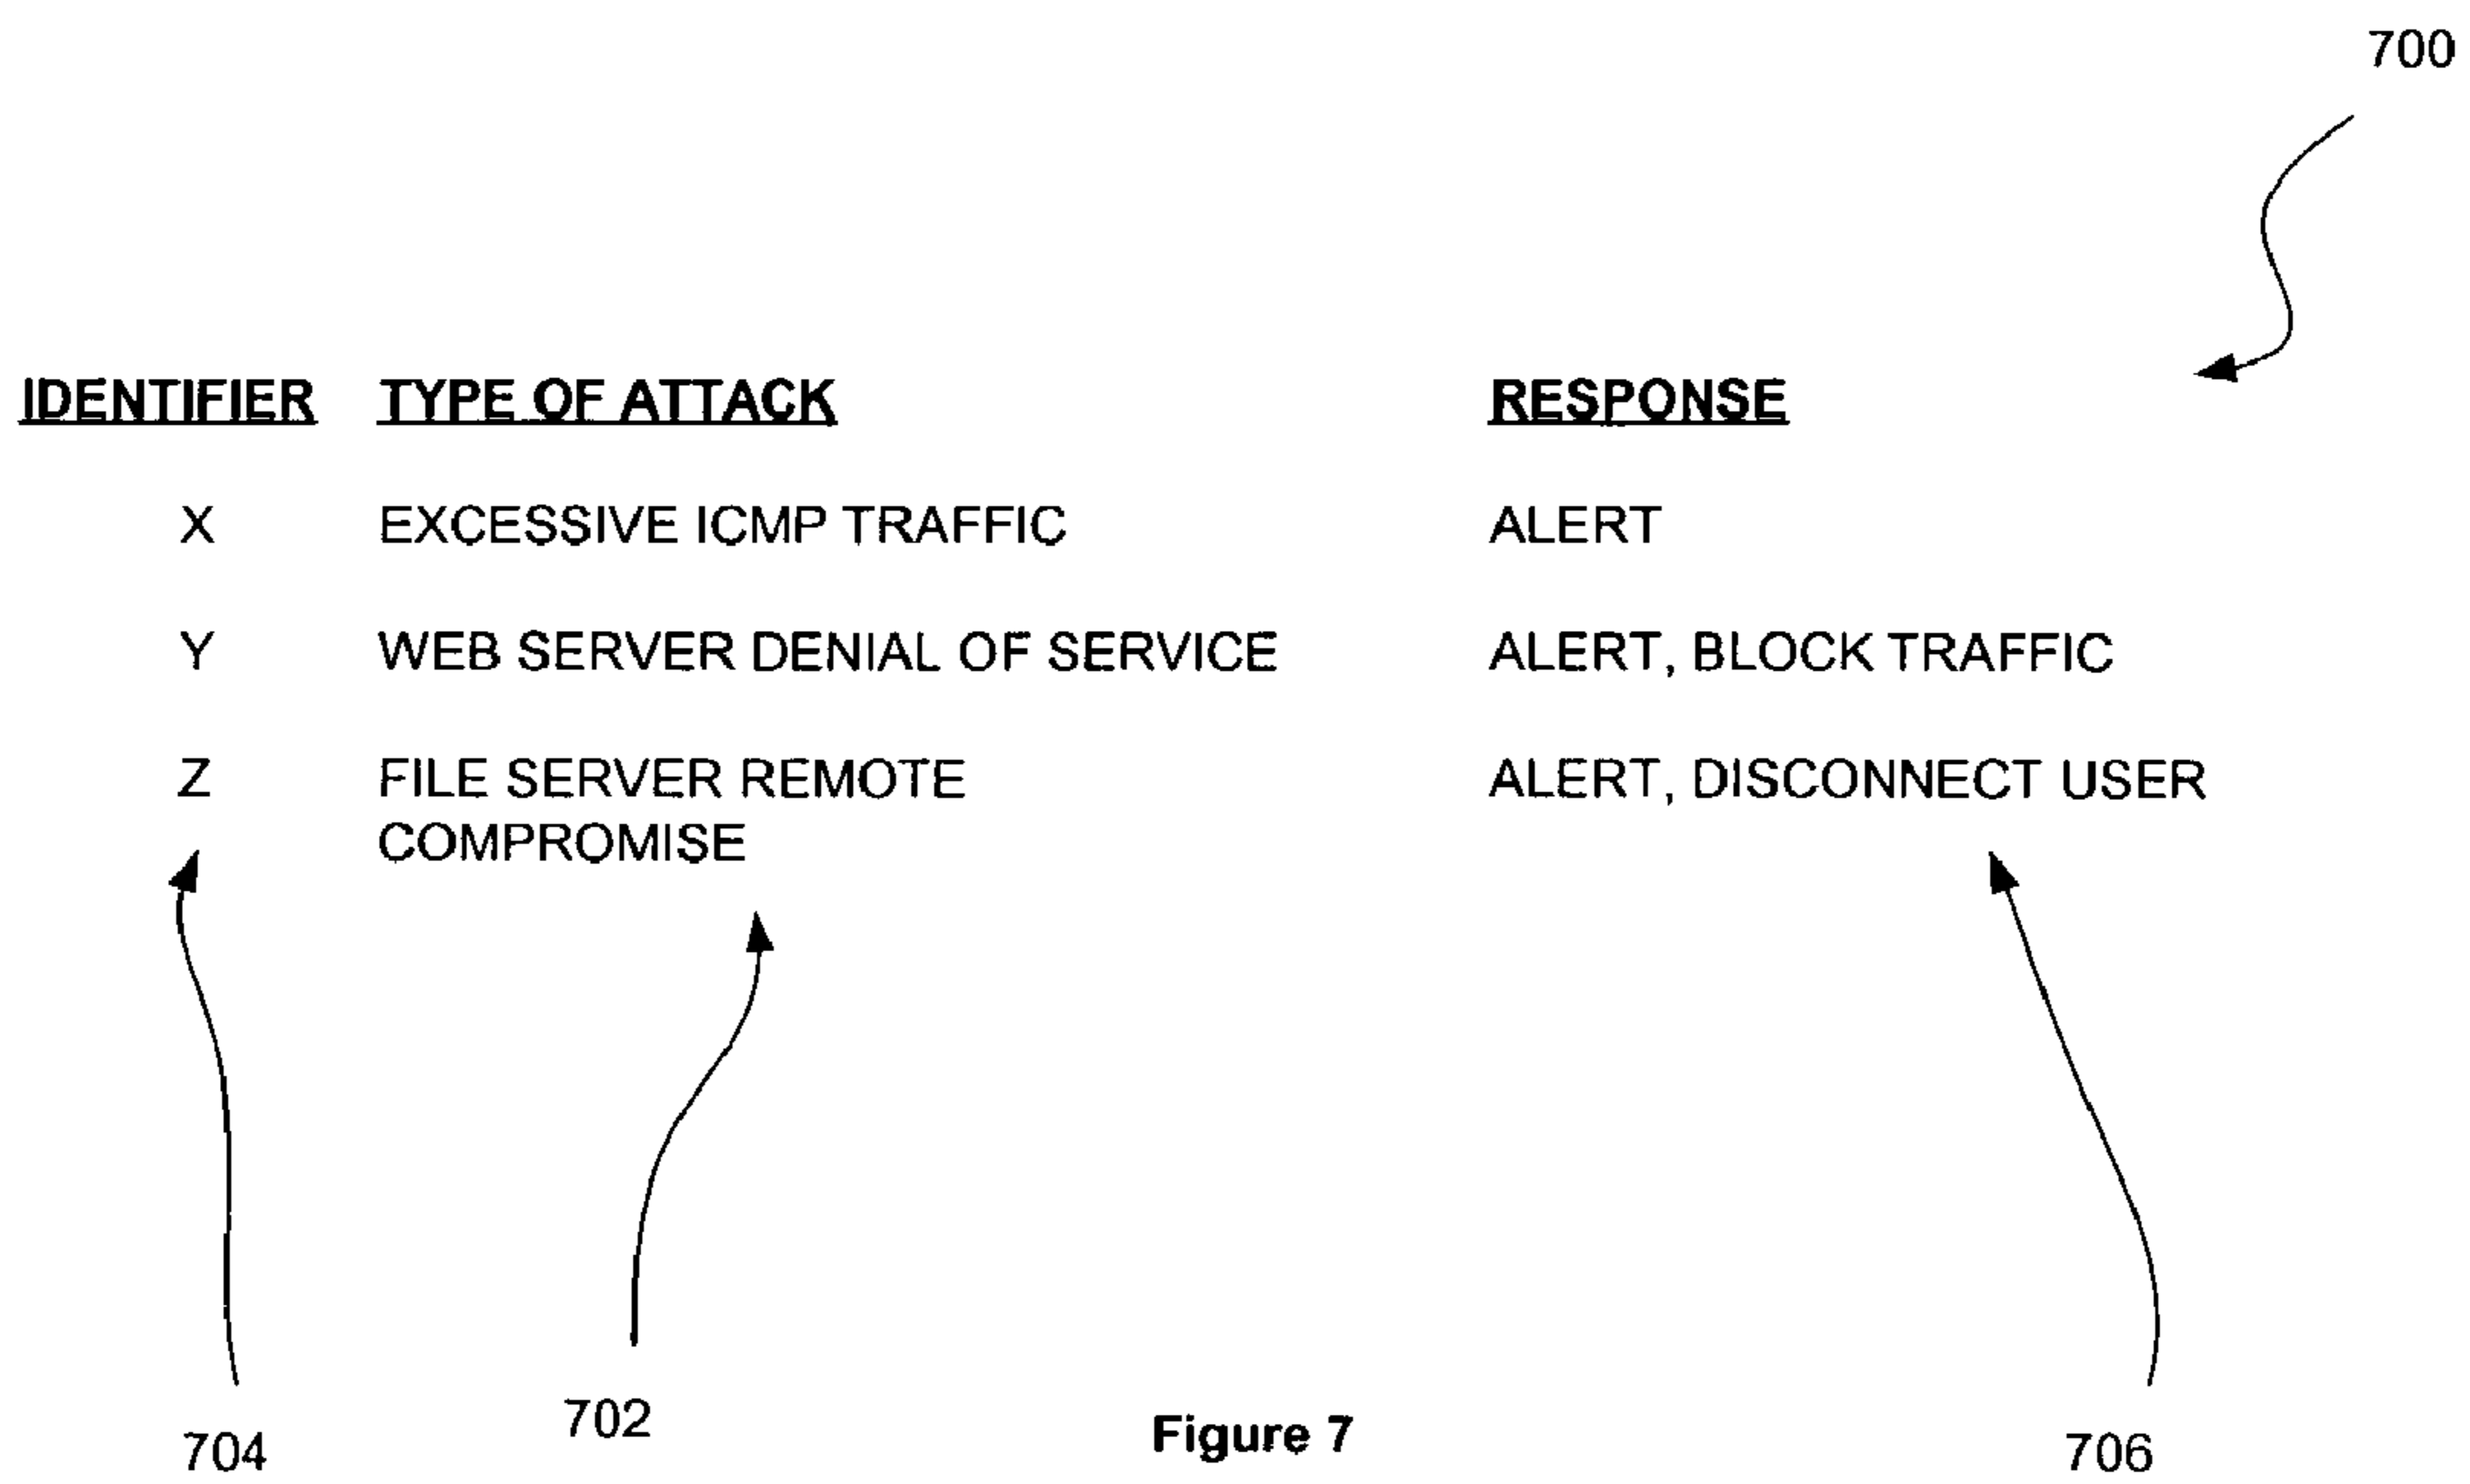 700
IDENTIFIER TYPE OF ATTACK RESPONSE
X EXCESSIVE ICMP TRAFFIC ALERT
Y WEB SERVER DENIAL OF SERVICE ALERT, BLOCK TRAFFIC
Z FILE SERVER REMOTE ALERT, DISCONNECT USER
COMPROMISE
704 702 Figure 7 706